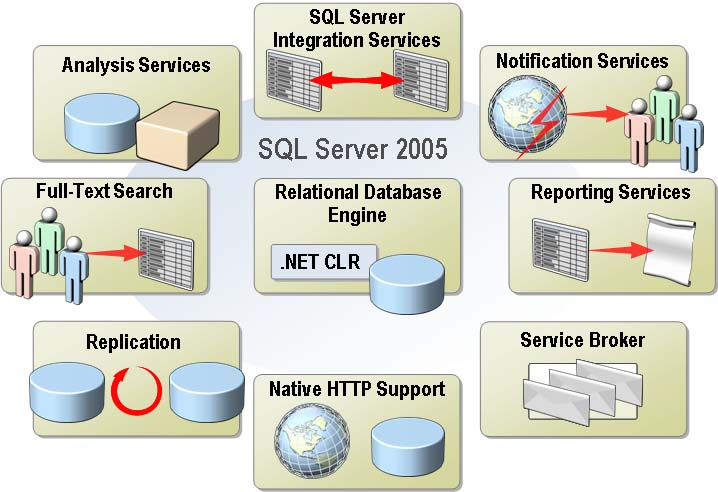 SQL Server
Integration Services
Analysis Services
Notification Services
SQL Server 2005
Full-Text Search
Relational Database
Engine
.NET CLR
Reporting Services
Replication
Native HTTP Support
Service Broker